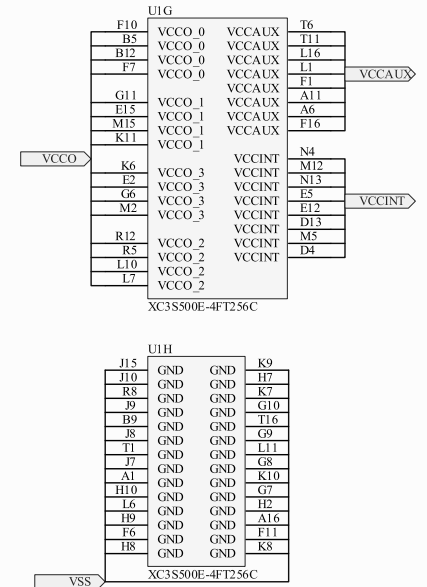 U1G
F10 VCCO_0 VCCAUX T6
B5 VCCO_0 VCCAUX T11
B12 VCCO_0 VCCAUX L16
F7 VCCO_0 VCCAUX L1
VCCAUX F1
G11 VCCO_1 VCCAUX A11
E15 VCCO_1 VCCAUX A6
M15 VCCO_1 VCCAUX F16
K11 VCCO_1
VCCAUX
VCCO
VCCINT N4
K6 VCCO_3 VCCINT M12
E2 VCCO_3 VCCINT N13
G6 VCCO_3 VCCINT E5
M2 VCCO_3 VCCINT E12
VCCINT D13
R12 VCCO_2 VCCINT M5
R5 VCCO_2 VCCINT D4
L10 VCCO_2
L7 VCCO_2
VCCINT
XC3S500E-4FT256C
U1H
J15 GND GND K9
J10 GND GND H7
R8 GND GND K7
J9 GND GND G10
B9 GND GND T16
J8 GND GND G9
T1 GND GND L11
J7 GND GND G8
A1 GND GND K10
H10 GND GND G7
L6 GND GND H2
H9 GND GND A16
F6 GND GND F11
H8 GND GND K8
XC3S500E-4FT256C
VSS